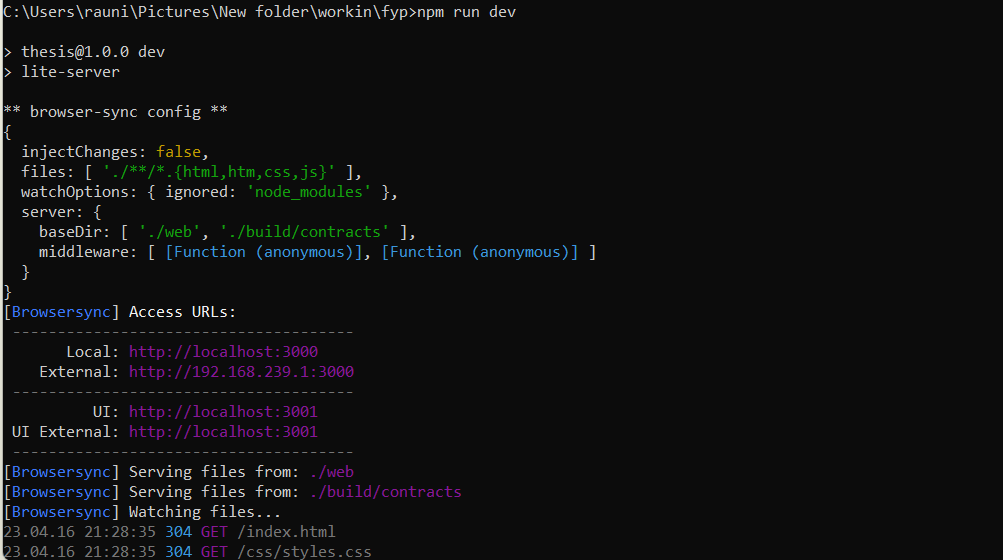 C:\Users\rauni\Pictures\New folder\workin\fyp>npm run dev
> thesis@1.0.0 dev
> lite-server
** browser-sync config **
{
  injectChanges: false,
  files: [ './**/*.{html,htm,css,js}' ],
  watchOptions: { ignored: 'node_modules' },
  server: {
    baseDir: [ './web', './build/contracts' ],
    middleware: [ [Function (anonymous)], [Function (anonymous)] ]
  }
}
[Browsersync] Access URLs:
 --------------------------------------
       Local: http://localhost:3000
    External: http://192.168.239.1:3000
 --------------------------------------
          UI: http://localhost:3001
 UI External: http://localhost:3001
 --------------------------------------
[Browsersync] Serving files from: ./web
[Browsersync] Serving files from: ./build/contracts
[Browsersync] Watching files...
23.04.16 21:28:35 304 GET /index.html
23.04.16 21:28:35 304 GET /css/styles.css